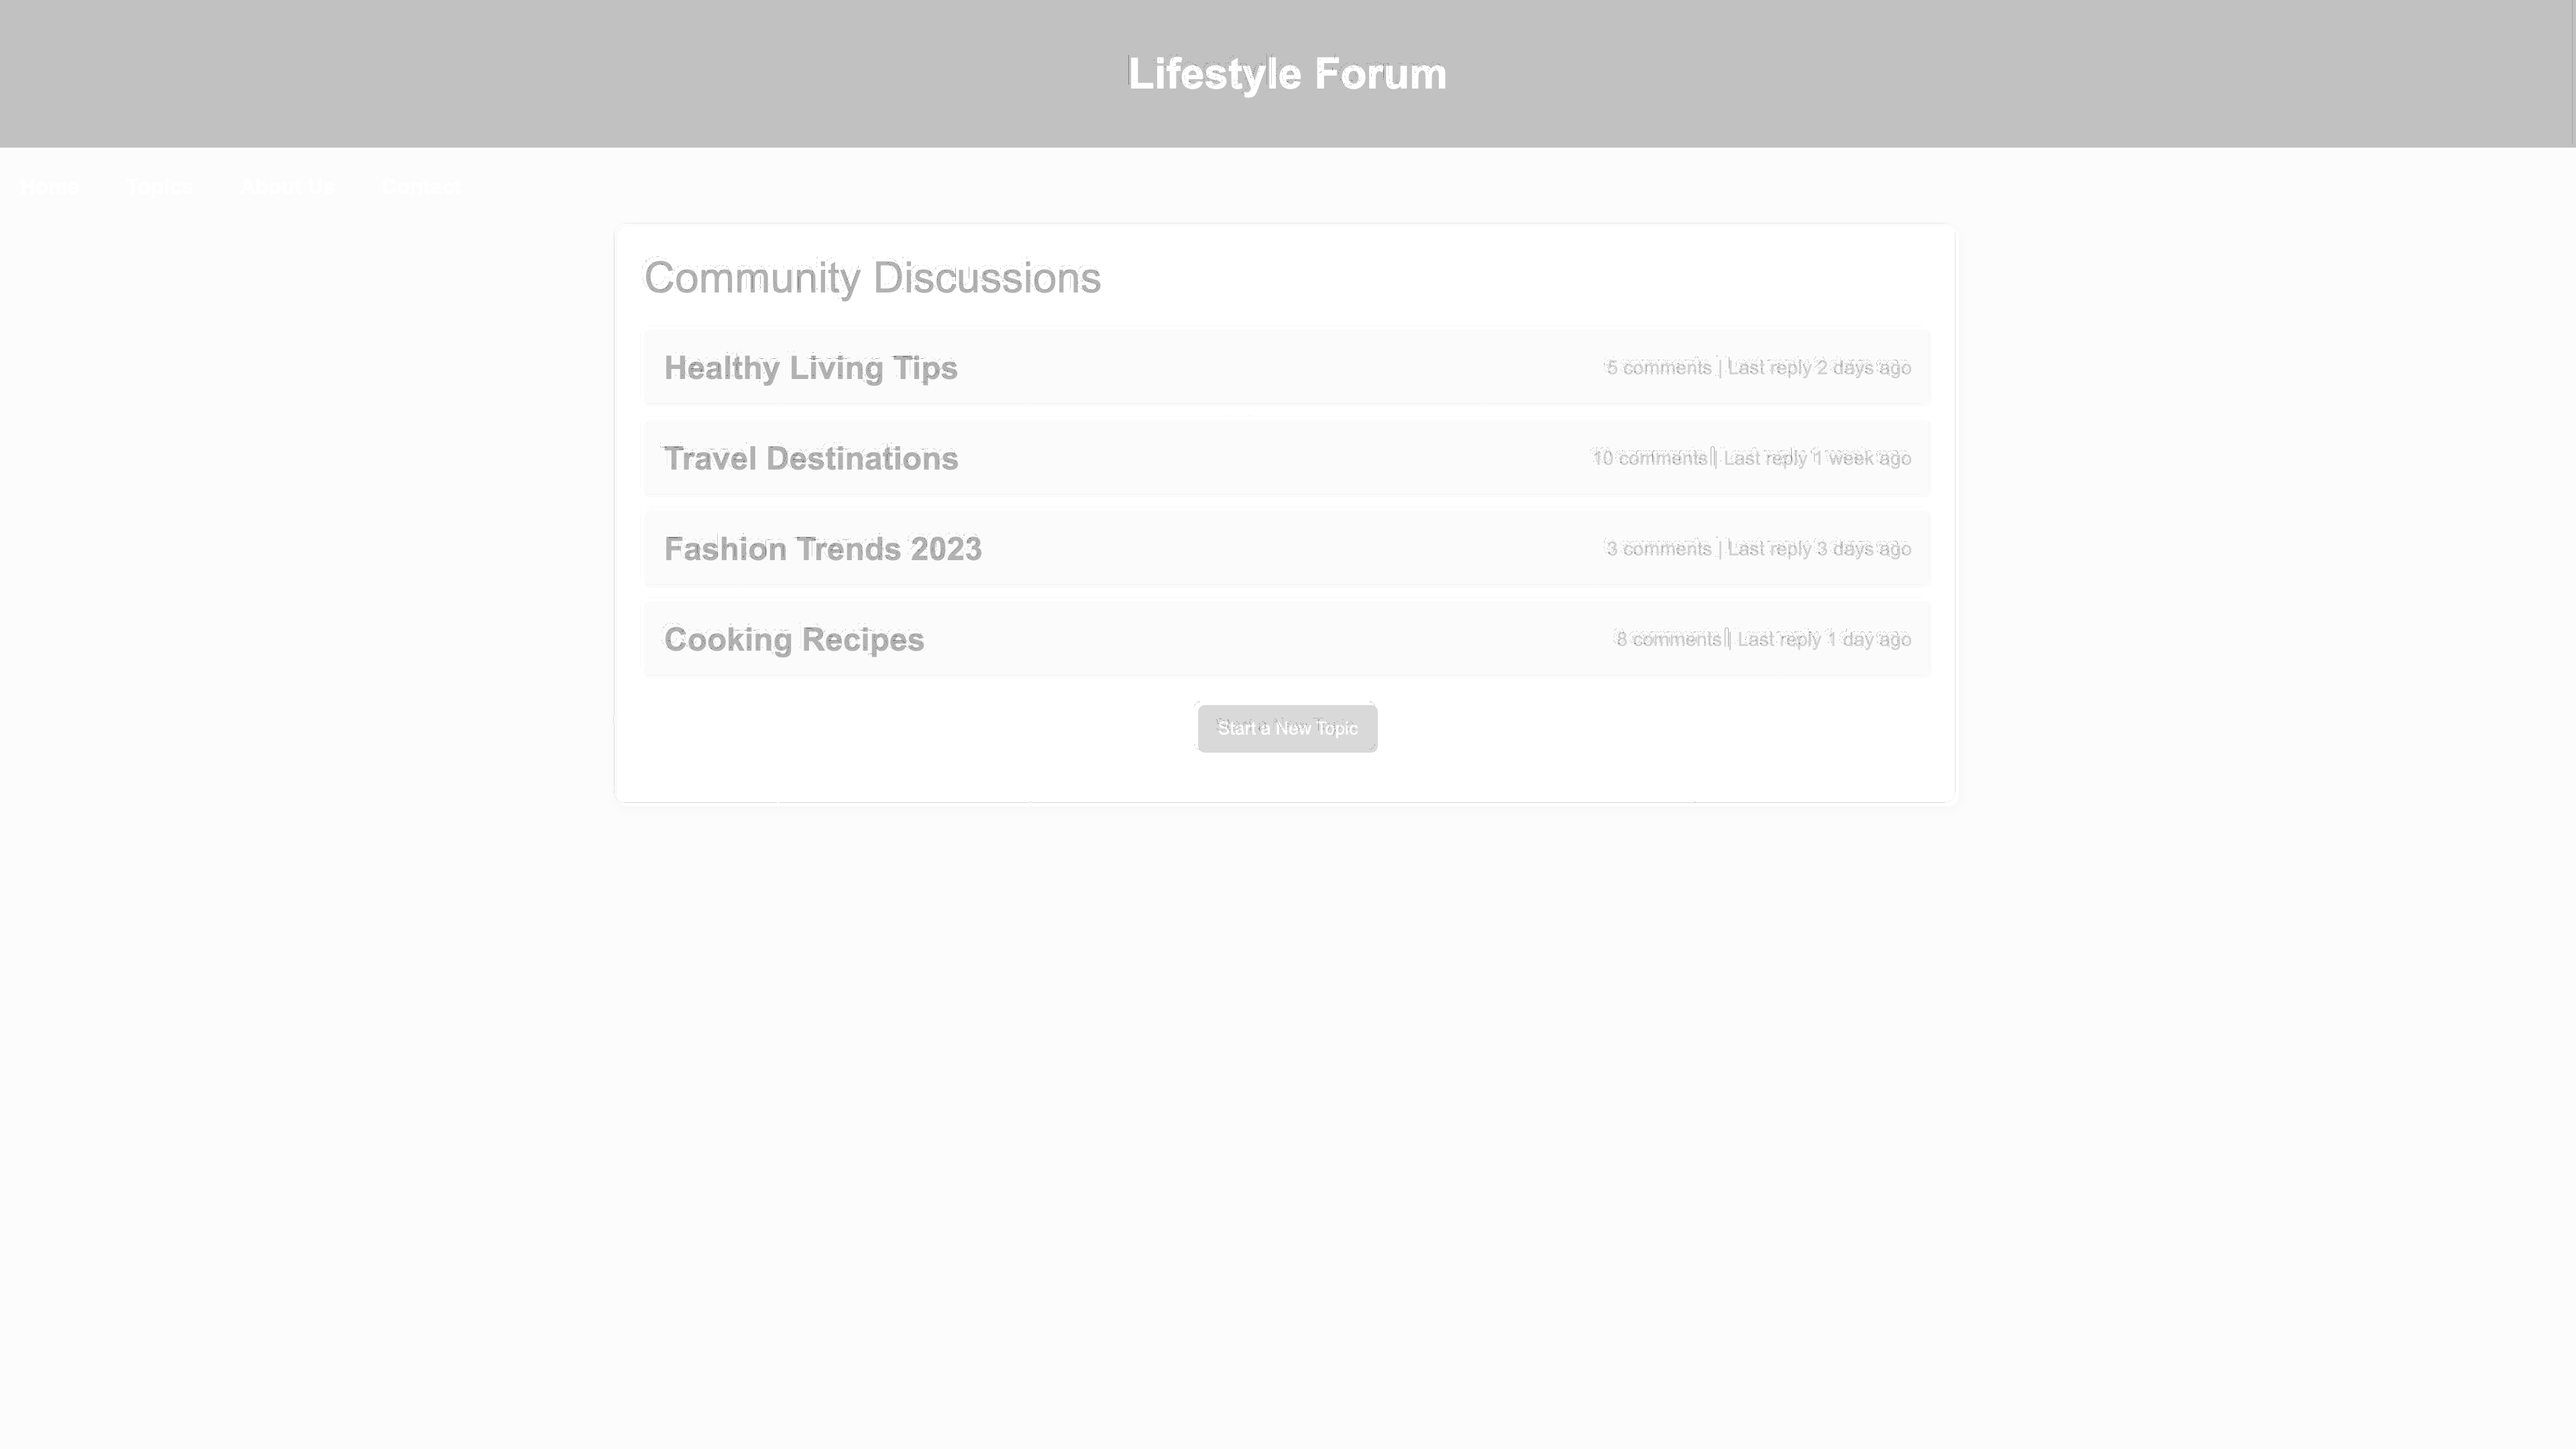 Lifestyle Forum
Home Topics About Us Contact
Community Discussions
Healthy Living Tips 5 comments | Last reply 2 days ago
Travel Destinations 10 comments | Last reply 1 week ago
Fashion Trends 2023 3 comments | Last reply 3 days ago
Cooking Recipes 8 comments | Last reply 1 day ago
Start a New Topic